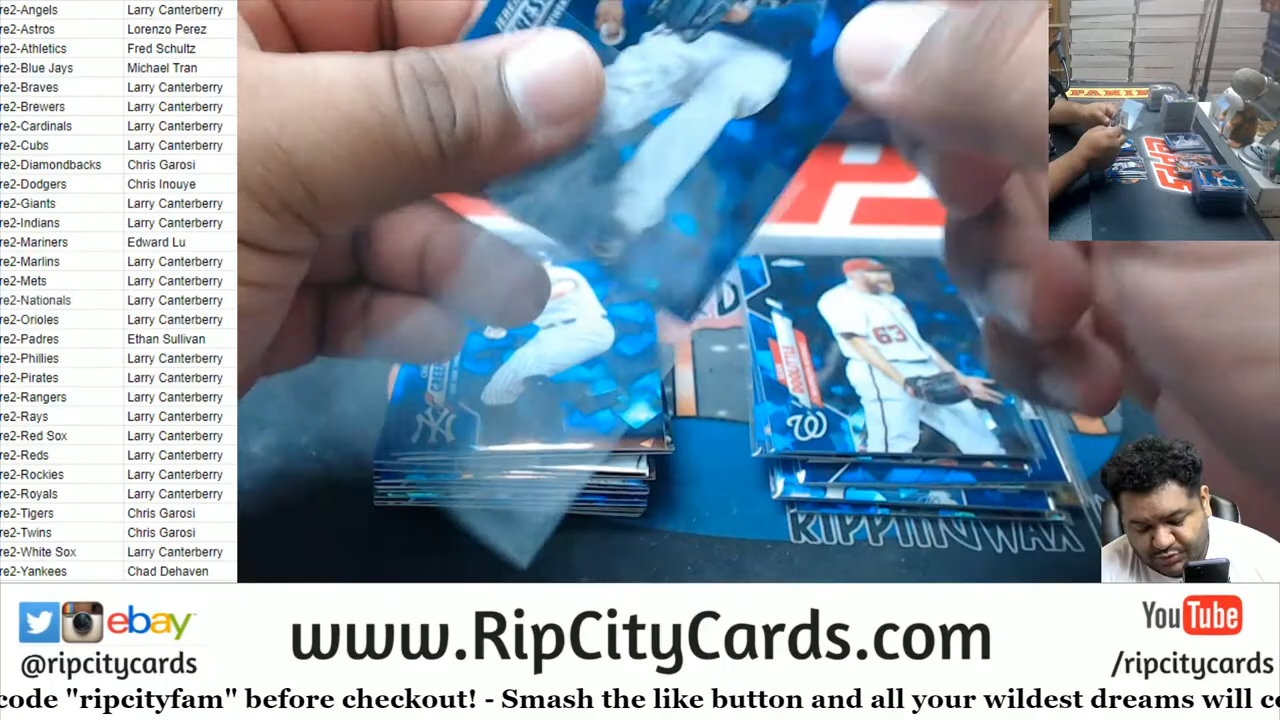 re2-Angels Larry Canterberry
re2-Astros Lorenzo Perez
re2-Athletics Fred Schultz
re2-Blue Jays Michael Tran
re2-Braves Larry Canterberry
re2-Brewers Larry Canterberry
re2-Cardinals Larry Canterberry
re2-Cubs Larry Canterberry
re2-Diamondbacks Chris Garosi
re2-Dodgers Chris Inouye
re2-Giants Larry Canterberry
re2-Indians Larry Canterberry
re2-Mariners Edward Lu
re2-Marlins Larry Canterberry
re2-Mets Larry Canterberry
re2-Nationals Larry Canterberry
re2-Orioles Larry Canterberry
re2-Padres Ethan Sullivan
re2-Phillies Larry Canterberry
re2-Pirates Larry Canterberry
re2-Rangers Larry Canterberry
re2-Rays Larry Canterberry
re2-Red Sox Larry Canterberry
re2-Reds Larry Canterberry
re2-Rockies Larry Canterberry
re2-Royals Larry Canterberry
re2-Tigers Chris Garosi
re2-Twins Chris Garosi
re2-White Sox Larry Canterberry
re2-Yankees Chad Dehaven
63
DOOLITTLE
W
NY
RIPPINGWAX
ebay
@ripcitycards
www.RipCityCards.com
YouTube
/ripcitycards
code "ripcityfam" before checkout! - Smash the like button and all your wildest dreams will co